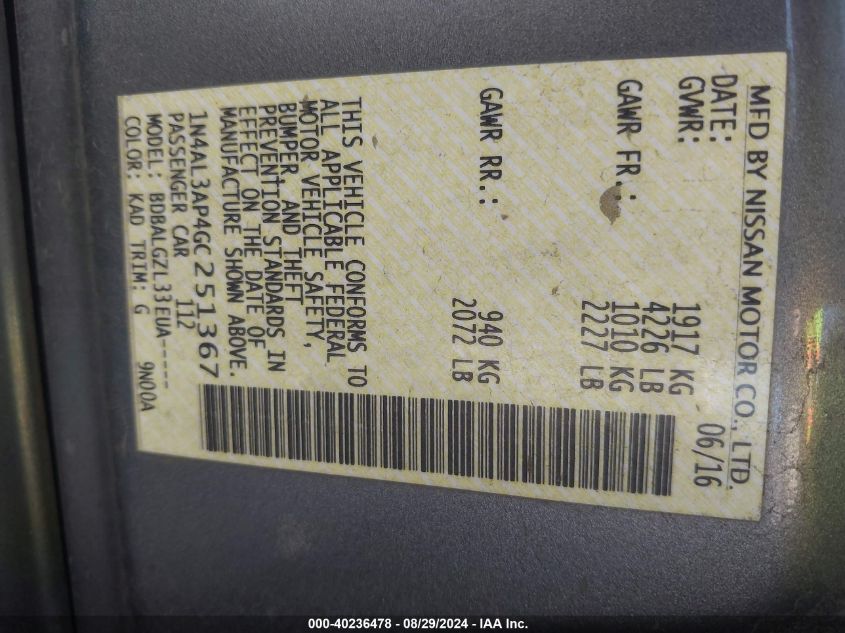 MFD BY NISSAN MOTOR CO., LTD.
DATE: 06/16
GVWR: 1917 KG
4226 LB
GAWR FR.: 1010 KG
2227 LB
GAWR RR.: 940 KG
2072 LB
THIS VEHICLE CONFORMS TO
ALL APPLICABLE FEDERAL
MOTOR VEHICLE SAFETY,
BUMPER, AND THEFT
PREVENTION STANDARDS IN
EFFECT ON THE DATE OF
MANUFACTURE SHOWN ABOVE.
1N4AL3AP4GC251367
PASSENGER CAR 112
MODEL: BDBALGZL33EUA-----
COLOR: KAD TRIM: G 9N00A
000-40236478 - 08/29/2024 - IAA Inc.